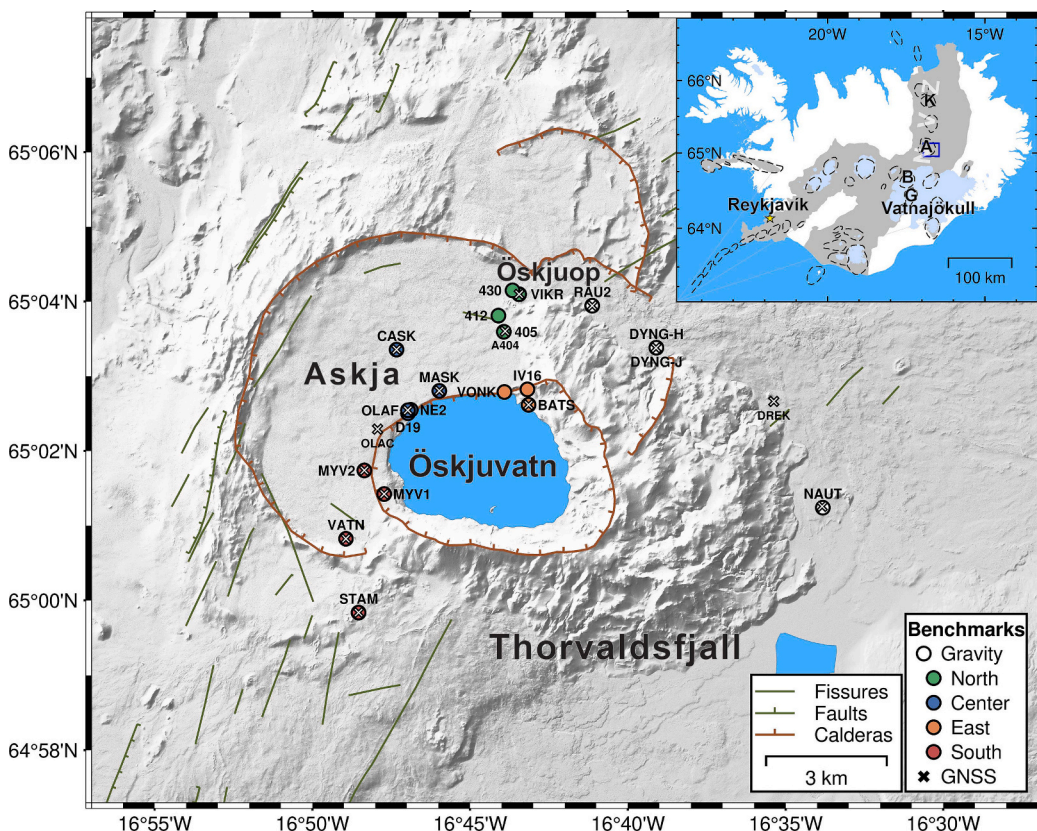 20°W
15°W
66°N
65°N
64°N
K
A
B
G
Reykjavik
Vatnajökull
100 km
65°06'N
65°04'N
65°02'N
65°00'N
64°58'N
Öskjuop
430
VIKR
RAU2
412
405
A404
CASK
DYNG-H
DYNG-J
Askja
MASK
IV16
VONK
BATS
OLAF
NE2
D19
DREK
OLAC
MYV2
Öskjuvatn
MYV1
NAUT
VATN
STAM
Thorvaldsfjall
Benchmarks
Gravity
North
Center
East
South
GNSS
Fissures
Faults
Calderas
3 km
16°55'W
16°50'W
16°45'W
16°40'W
16°35'W
16°30'W